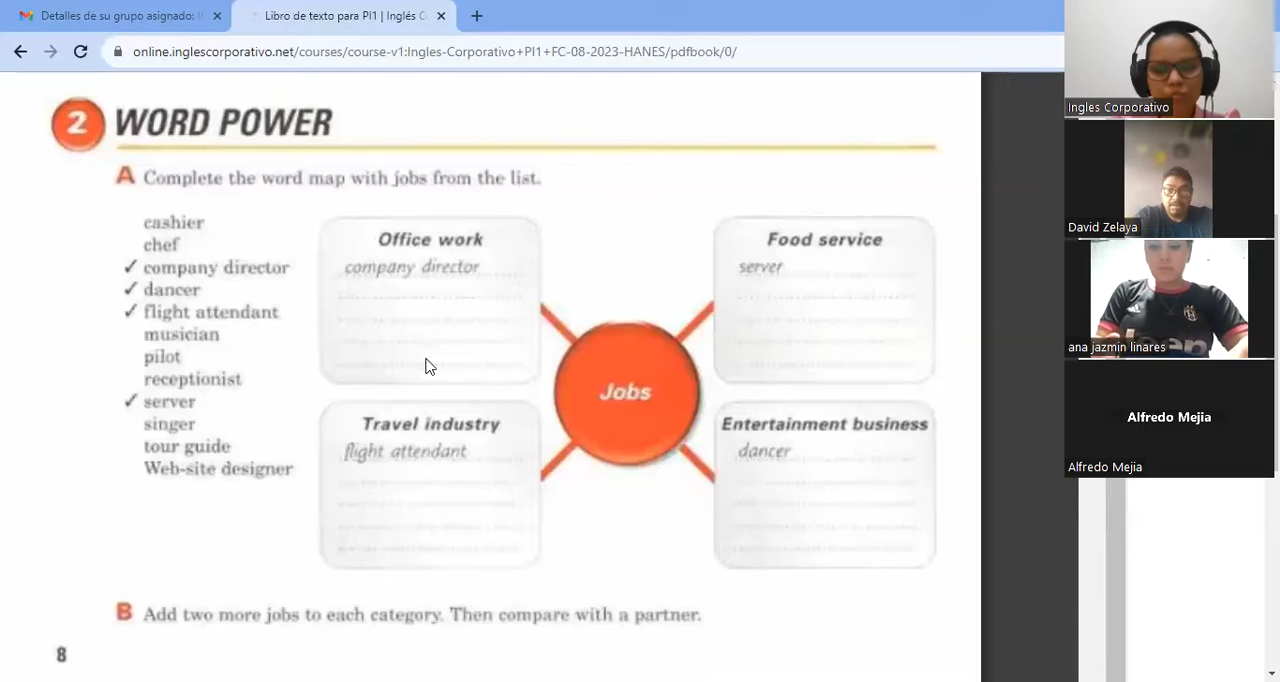 Detalles de su grupo asignado: I
Libro de texto para PI1 | Inglés C
online.inglescorporativo.net/courses/course-v1:Ingles-Corporativo+PI1+FC-08-2023-HANES/pdfbook/0/
2 WORD POWER
A Complete the word map with jobs from the list.
cashier
chef
✓ company director
✓ dancer
✓ flight attendant
musician
pilot
receptionist
✓ server
singer
tour guide
Web-site designer
Office work
company director
Food service
server
Jobs
Travel industry
flight attendant
Entertainment business
dancer
B Add two more jobs to each category. Then compare with a partner.
8
Ingles Corporativo
David Zelaya
ana jazmin linares
Alfredo Mejia
Alfredo Mejia